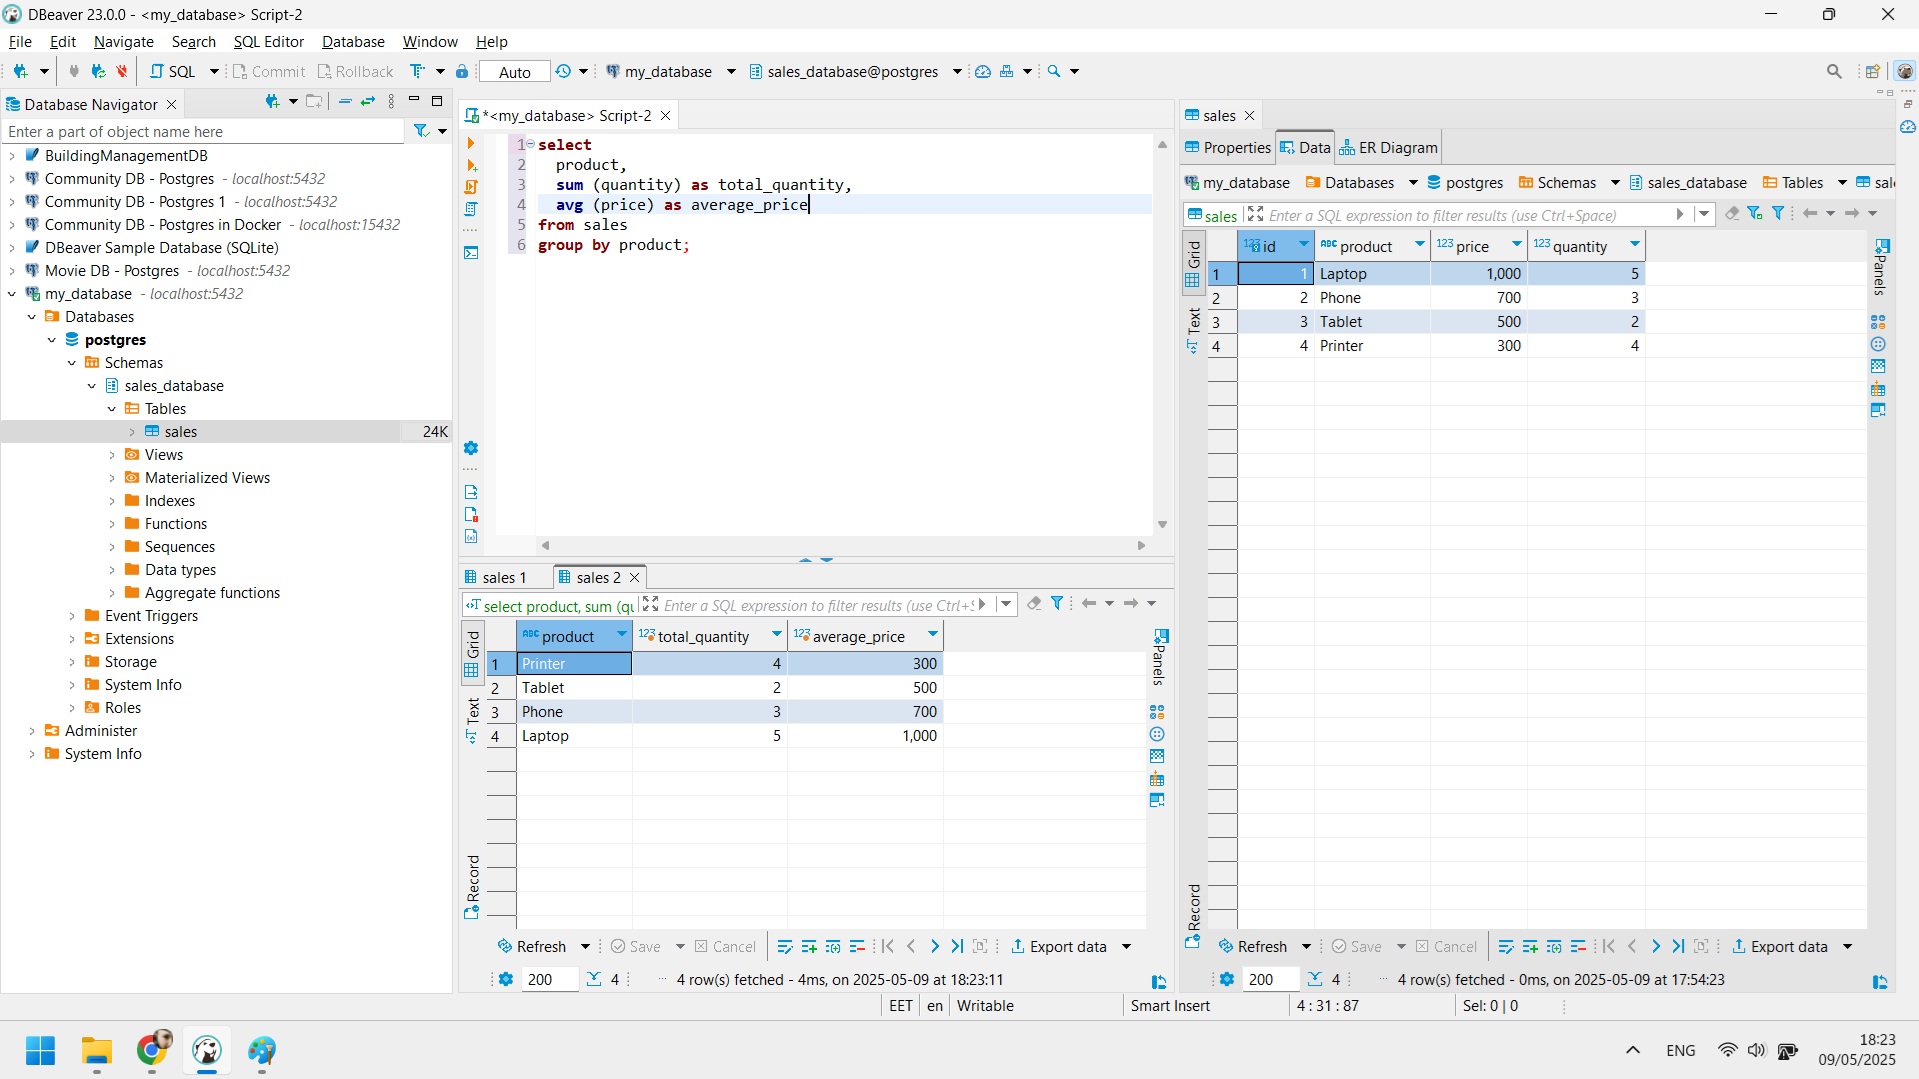 DBeaver 23.0.0 - <my_database> Script-2
File Edit Navigate Search SQL Editor Database Window Help
SQL Commit Rollback Auto my_database sales_database@postgres
Database Navigator
Enter a part of object name here
BuildingManagementDB
Community DB - Postgres - localhost:5432
Community DB - Postgres 1 - localhost:5432
Community DB - Postgres in Docker - localhost:15432
DBeaver Sample Database (SQLite)
Movie DB - Postgres - localhost:5432
my_database - localhost:5432
Databases
postgres
Schemas
sales_database
Tables
sales 24K
Views
Materialized Views
Indexes
Functions
Sequences
Data types
Aggregate functions
Event Triggers
Extensions
Storage
System Info
Roles
Administer
System Info
*<my_database> Script-2
1 select
2 product,
3 sum (quantity) as total_quantity,
4 avg (price) as average_price
5 from sales
6 group by product;
sales 1 sales 2
select product, sum (qu Enter a SQL expression to filter results (use Ctrl+S
Grid
Text
Record
product total_quantity average_price
1 Printer 4 300
2 Tablet 2 500
3 Phone 3 700
4 Laptop 5 1,000
Panels
Refresh Save Cancel Export data
200 4 4 row(s) fetched - 4ms, on 2025-05-09 at 18:23:11
sales
Properties Data ER Diagram
my_database Databases postgres Schemas sales_database Tables sal
sales Enter a SQL expression to filter results (use Ctrl+Space)
Grid
Text
Record
id product price quantity
1 1 Laptop 1,000 5
2 2 Phone 700 3
3 3 Tablet 500 2
4 4 Printer 300 4
Panels
Refresh Save Cancel Export data
200 4 4 row(s) fetched - 0ms, on 2025-05-09 at 17:54:23
EET en Writable Smart Insert 4 : 31 : 87 Sel: 0 | 0
ENG
18:23
09/05/2025